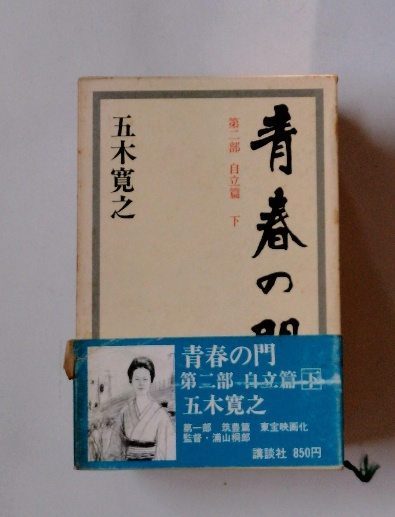 青春の門
第二部 自立篇 下
五木寛之
青春の門
第二部 自立篇 下
五木寛之
第一部 筑豊篇 東宝映画化
監督・浦山桐郎
講談社 850円